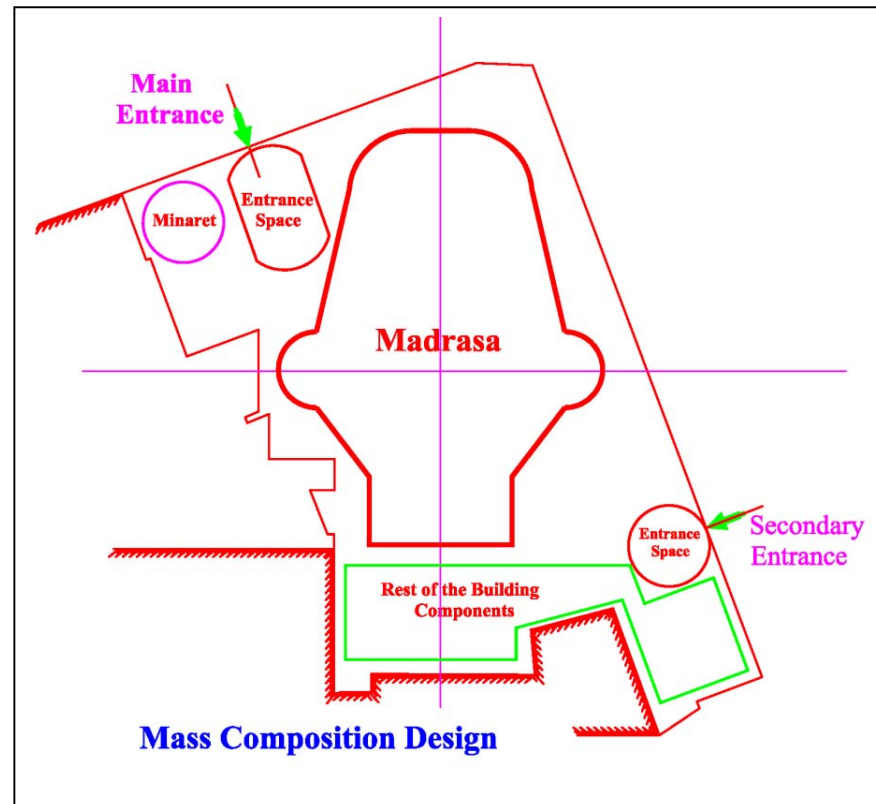 Main
Entrance
Minaret
Entrance
Space
Madrasa
Entrance
Space
Secondary
Entrance
Rest of the Building
Components
Mass Composition Design